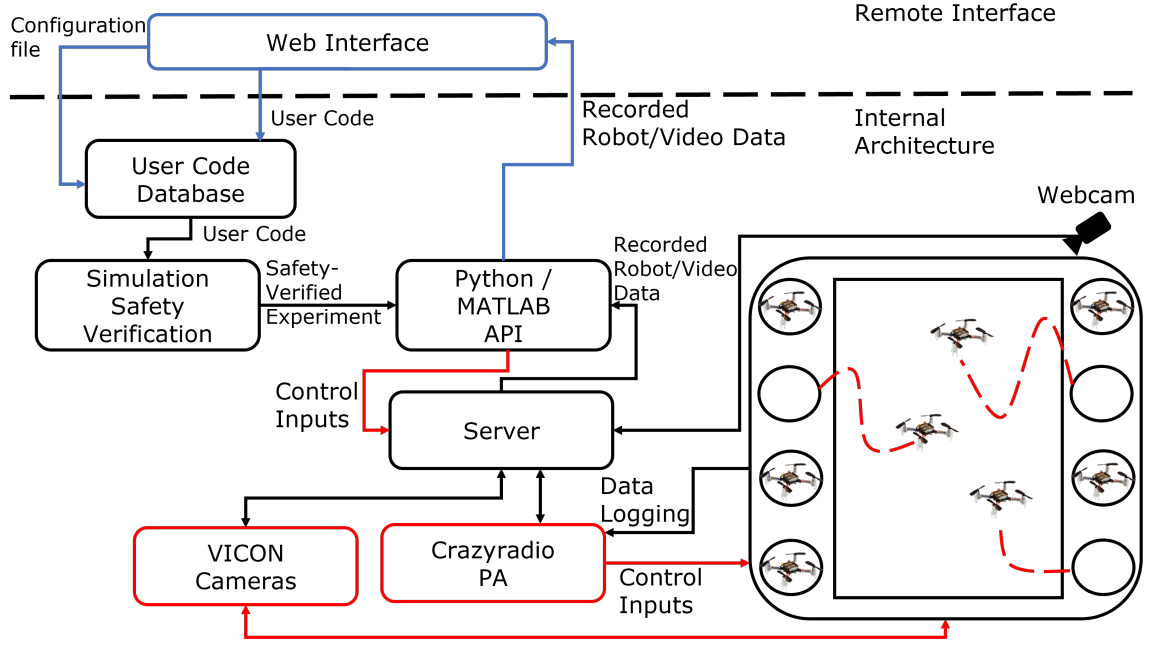 Remote Interface
Configuration
file
Web Interface
User Code
Recorded
Robot/Video Data
Internal
Architecture
User Code
Database
Webcam
User Code
Recorded
Robot/Video
Data
Simulation
Safety
Verification
Safety-
Verified
Experiment
Python /
MATLAB
API
Control
Inputs
Server
Data
Logging
VICON
Cameras
Crazyradio
PA
Control
Inputs